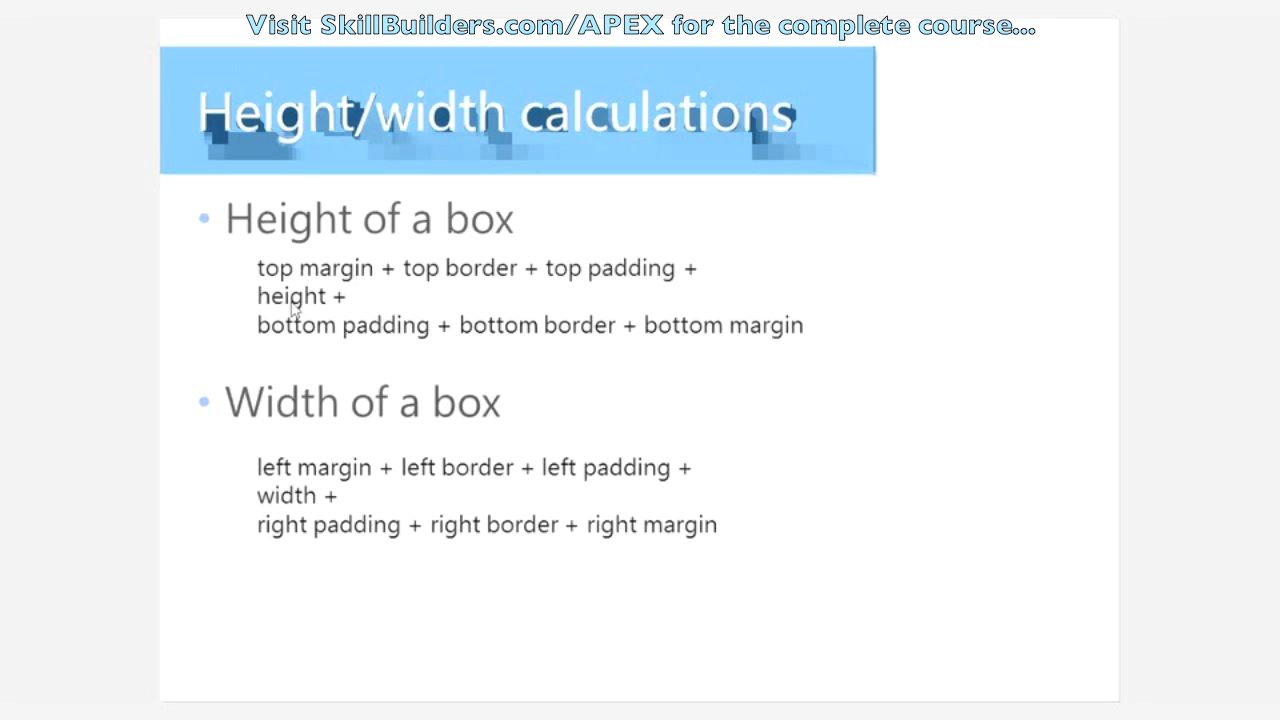 Visit SkillBuilders.com/APEX for the complete course...
Height/width calculations
• Height of a box
top margin + top border + top padding +
height +
bottom padding + bottom border + bottom margin
• Width of a box
left margin + left border + left padding +
width +
right padding + right border + right margin